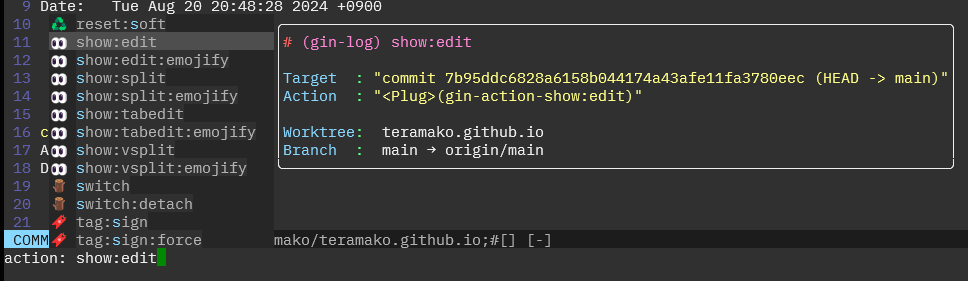 9 Date:   Tue Aug 20 20:48:28 2024 +0900
10 ♻ reset:soft
11 👀 show:edit
12 👀 show:edit:emojify
13 👀 show:split
14 👀 show:split:emojify
15 👀 show:tabedit
16 c👀 show:tabedit:emojify
17 A👀 show:vsplit
18 D👀 show:vsplit:emojify
19 🪵 switch
20 🪵 switch:detach
21 🔖 tag:sign
COMM🔖 tag:sign:force
# (gin-log) show:edit
Target  : "commit 7b95ddc6828a6158b044174a43afe11fa3780eec (HEAD -> main)"
Action  : "<Plug>(gin-action-show:edit)"
Worktree:  teramako.github.io
Branch  :  main → origin/main
mako/teramako.github.io;#[] [-]
action: show:edit